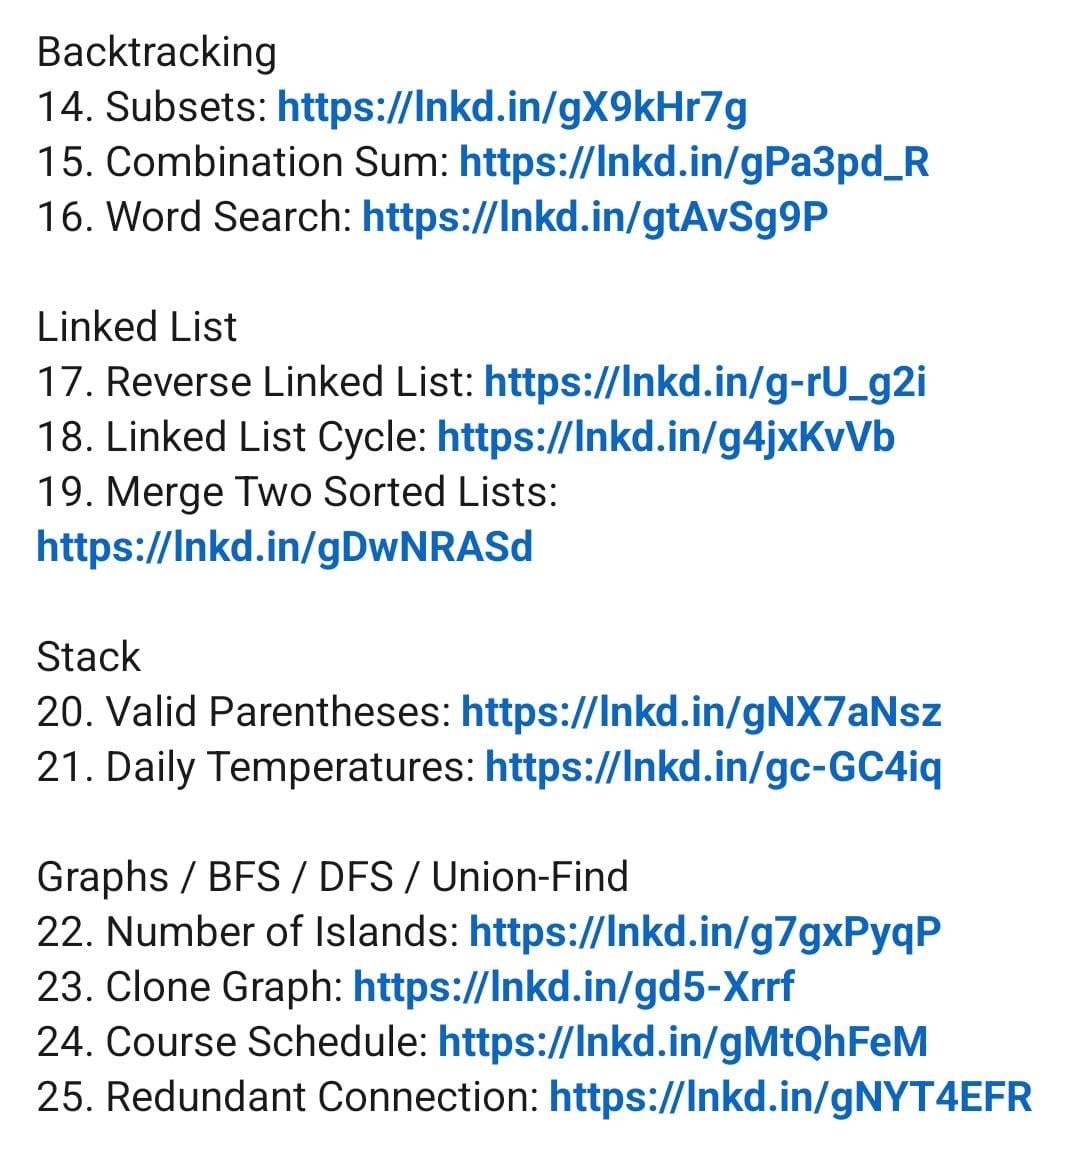 Backtracking
14. Subsets: https://lnkd.in/gX9kHr7g
15. Combination Sum: https://lnkd.in/gPa3pd_R
16. Word Search: https://lnkd.in/gtAvSg9P
Linked List
17. Reverse Linked List: https://lnkd.in/g-rU_g2i
18. Linked List Cycle: https://lnkd.in/g4jxKvVb
19. Merge Two Sorted Lists:
https://lnkd.in/gDwNRASd
Stack
20. Valid Parentheses: https://lnkd.in/gNX7aNsz
21. Daily Temperatures: https://lnkd.in/gc-GC4iq
Graphs / BFS / DFS / Union-Find
22. Number of Islands: https://lnkd.in/g7gxPyqP
23. Clone Graph: https://lnkd.in/gd5-Xrrf
24. Course Schedule: https://lnkd.in/gMtQhFeM
25. Redundant Connection: https://lnkd.in/gNYT4EFR